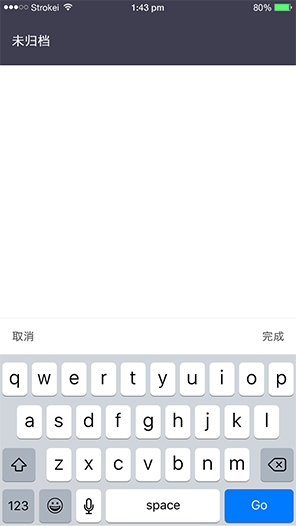 Strokei 1:43 pm 80%
未归档
取消 完成
q w e r t y u i o p
a s d f g h j k l
z x c v b n m
123 space Go